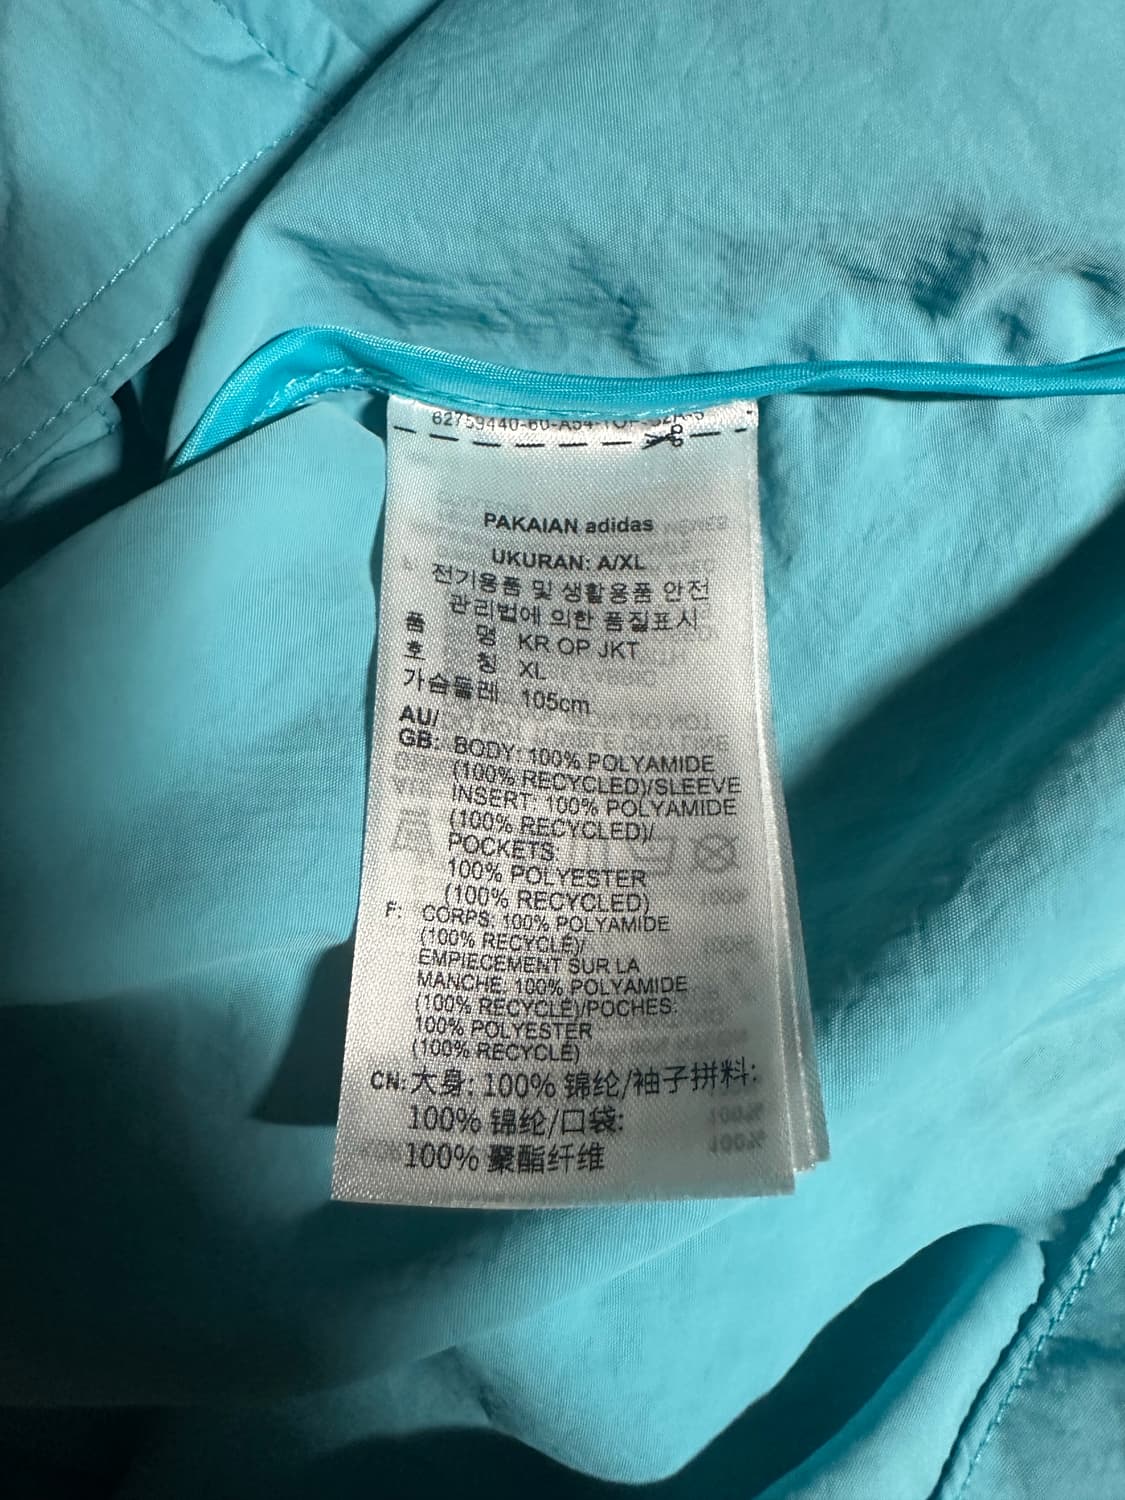 62759440-60-A54-TOP
PAKAIAN adidas
UKURAN: A/XL
전기용품 및 생활용품 안전
관리법에 의한 품질표시
품 명 KR OP JKT
호 칭 XL
가슴둘레 105cm
AU/
GB: BODY: 100% POLYAMIDE
(100% RECYCLED)/SLEEVE
INSERT: 100% POLYAMIDE
(100% RECYCLED)/
POCKETS:
100% POLYESTER
(100% RECYCLED)
F: CORPS: 100% POLYAMIDE
(100% RECYCLÉ)/
EMPIECEMENT SUR LA
MANCHE: 100% POLYAMIDE
(100% RECYCLÉ)/POCHES:
100% POLYESTER
(100% RECYCLÉ)
CN: 大身: 100% 锦纶/袖子拼料:
100% 锦纶/口袋:
100% 聚酯纤维